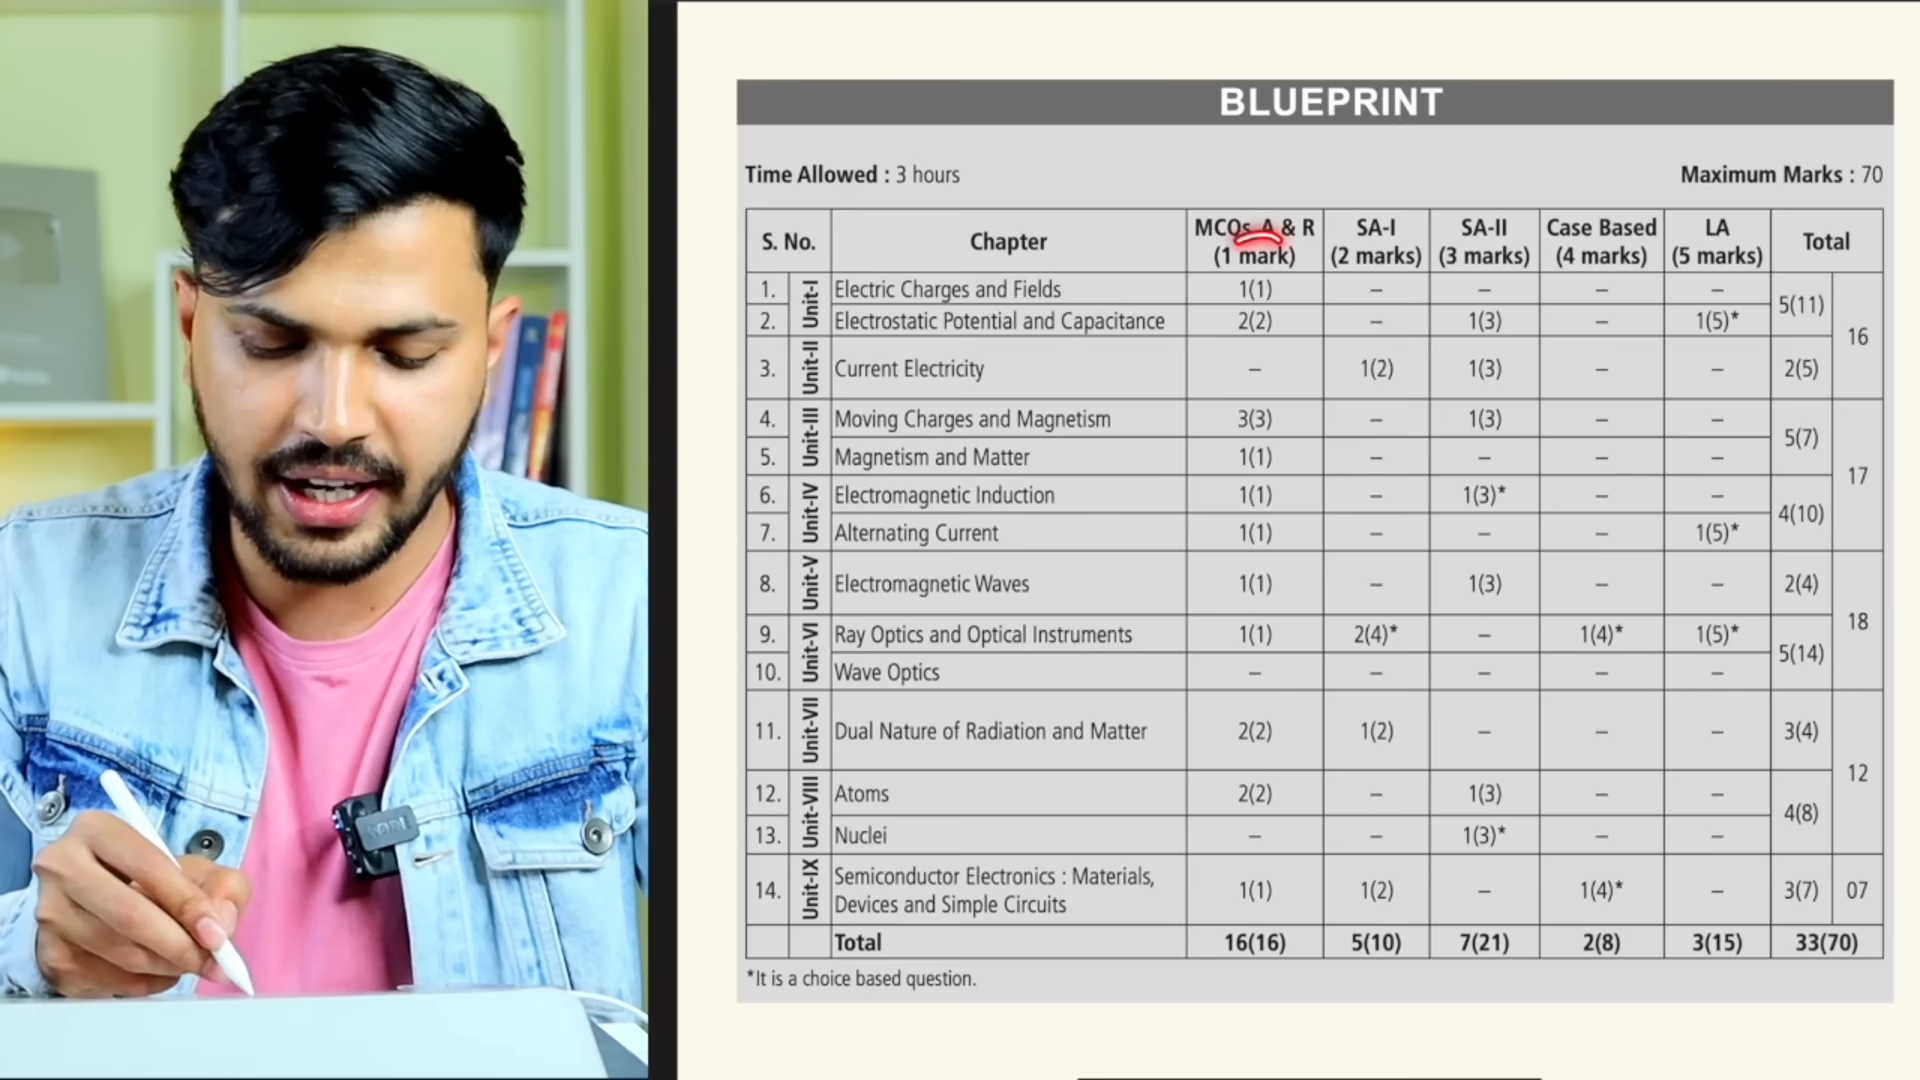 BLUEPRINT
Time Allowed : 3 hours Maximum Marks : 70
S. No. Chapter MCQs A & R (1 mark) SA-I (2 marks) SA-II (3 marks) Case Based (4 marks) LA (5 marks) Total
1. Unit-I Electric Charges and Fields 1(1) – – – – 5(11) 16
2. Electrostatic Potential and Capacitance 2(2) – 1(3) – 1(5)*
3. Unit-II Current Electricity – 1(2) 1(3) – – 2(5)
4. Unit-III Moving Charges and Magnetism 3(3) – 1(3) – – 5(7) 17
5. Magnetism and Matter 1(1) – – – –
6. Unit-IV Electromagnetic Induction 1(1) – 1(3)* – – 4(10)
7. Alternating Current 1(1) – – – 1(5)*
8. Unit-V Electromagnetic Waves 1(1) – 1(3) – – 2(4) 18
9. Unit-VI Ray Optics and Optical Instruments 1(1) 2(4)* – 1(4)* 1(5)* 5(14)
10. Wave Optics – – – – –
11. Unit-VII Dual Nature of Radiation and Matter 2(2) 1(2) – – – 3(4) 12
12. Unit-VIII Atoms 2(2) – 1(3) – – 4(8)
13. Nuclei – – 1(3)* – –
14. Unit-IX Semiconductor Electronics : Materials, Devices and Simple Circuits 1(1) 1(2) – 1(4)* – 3(7) 07
Total 16(16) 5(10) 7(21) 2(8) 3(15) 33(70)
*It is a choice based question.